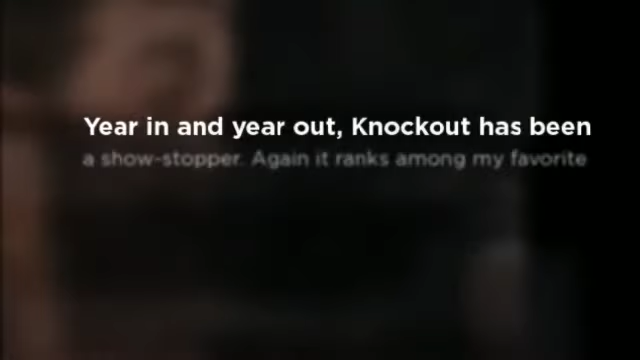 Year in and year out, Knockout has been
a show-stopper. Again it ranks among my favorite